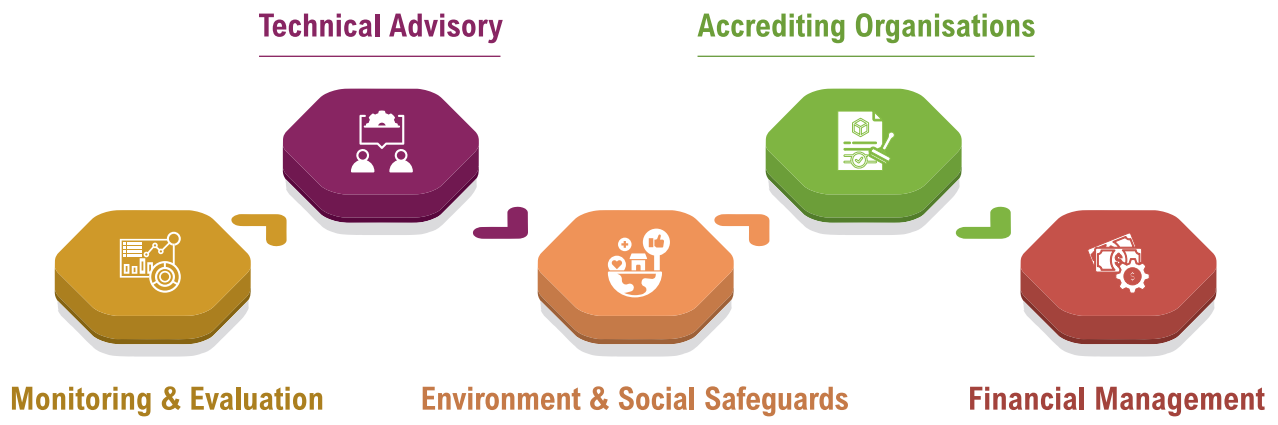 Technical Advisory
Accrediting Organisations
Monitoring & Evaluation
Environment & Social Safeguards
Financial Management